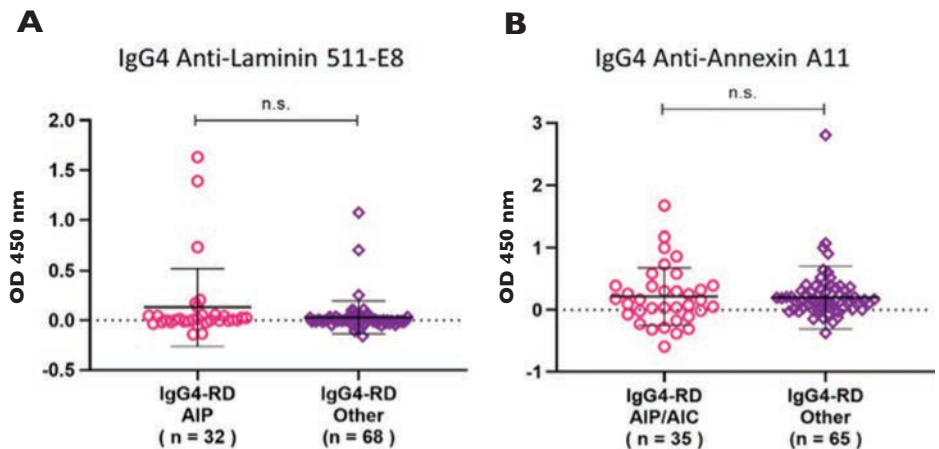 A
IgG4 Anti-Laminin 511-E8
n.s.
OD 450 nm
2.0
1.5
1.0
0.5
0.0
-0.5
IgG4-RD
AIP
( n = 32 )
IgG4-RD
Other
(n = 68)
B
IgG4 Anti-Annexin A11
n.s.
OD 450 nm
3
2
1
0
-1
IgG4-RD
AIP/AIC
( n = 35)
IgG4-RD
Other
(n = 65)